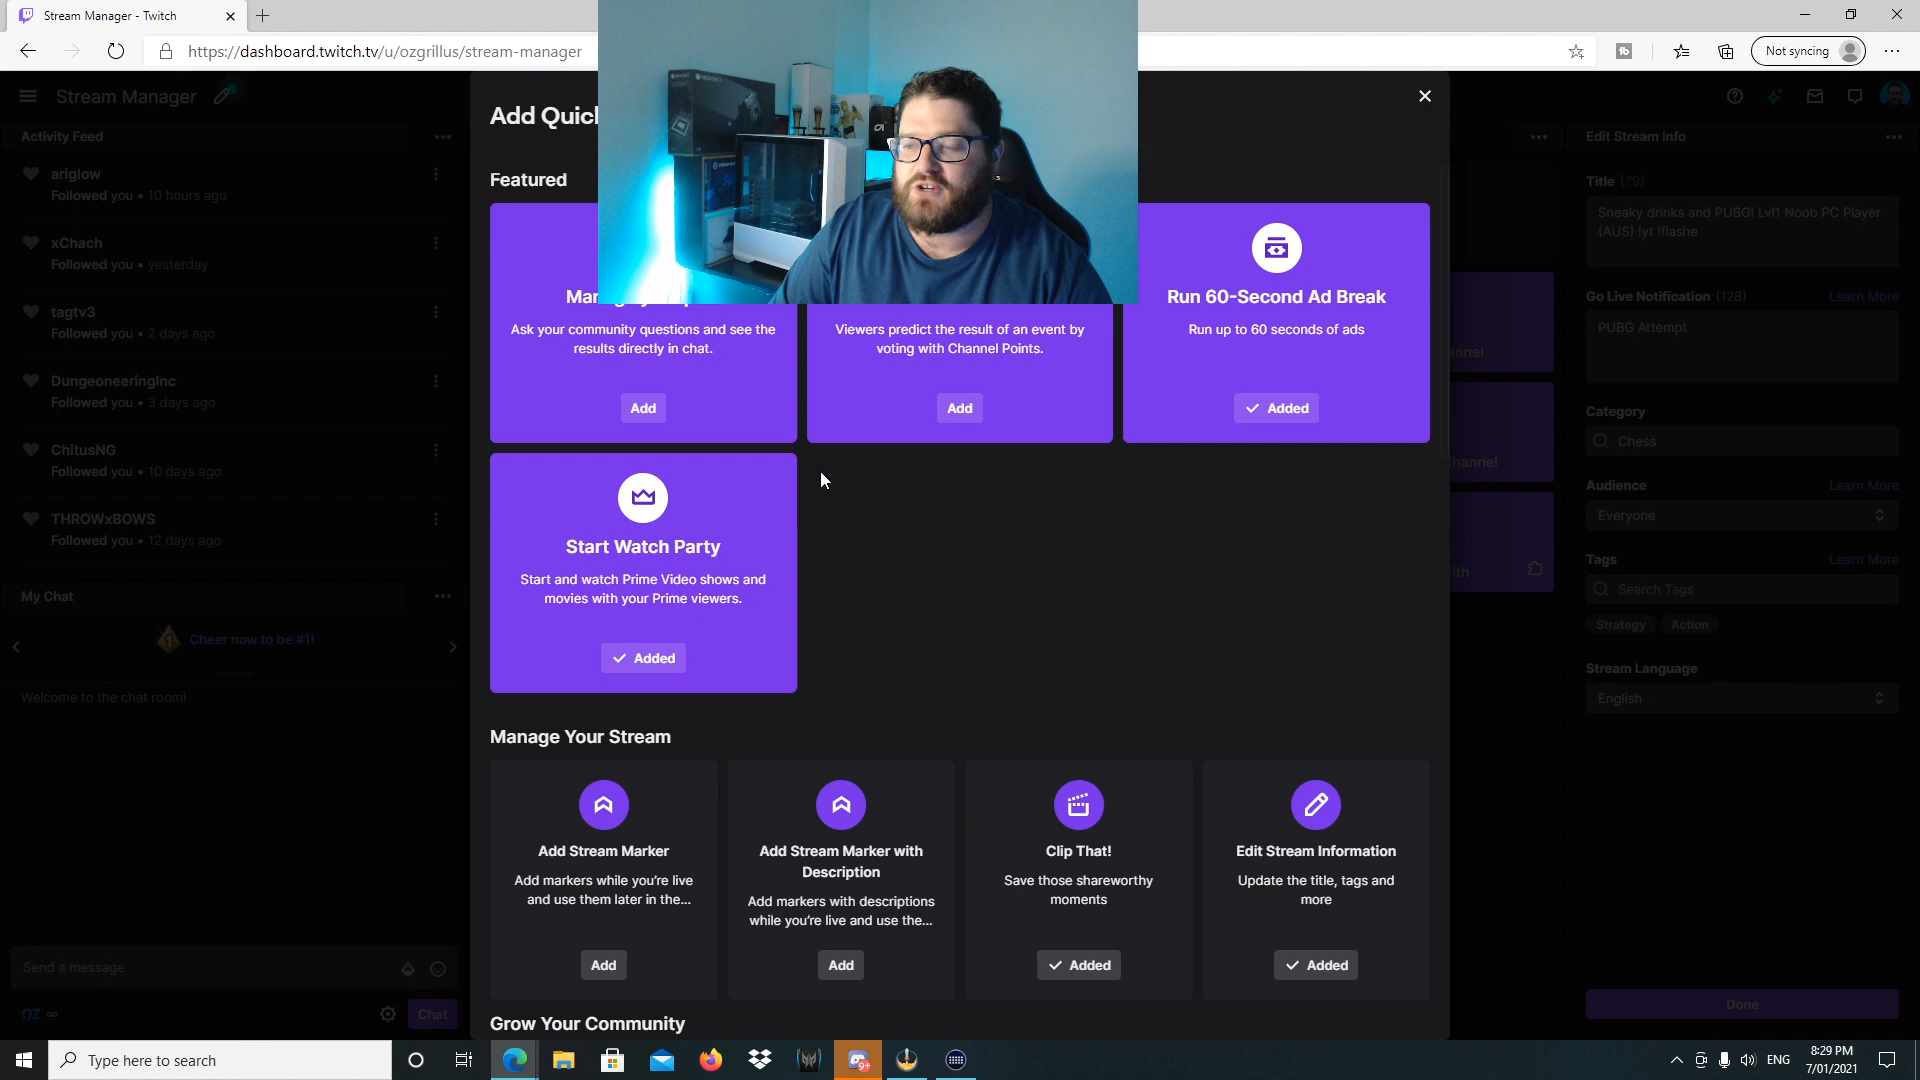 Stream Manager - Twitch
https://dashboard.twitch.tv/u/ozgrillus/stream-manager
Not syncing
Stream Manager
Activity Feed
ariglow
Followed you • 10 hours ago
xChach
Followed you • yesterday
tagtv3
Followed you • 2 days ago
DungeoneeringInc
Followed you • 3 days ago
ChitusNG
Followed you • 10 days ago
THROWxBOWS
Followed you • 12 days ago
My Chat
Cheer now to be #1!
Welcome to the chat room!
Send a message
Chat
Add
Featured
Ask your community questions and see the
results directly in chat.
Add
Viewers predict the result of an event by
voting with Channel Points.
Add
Run 60-Second Ad Break
Run up to 60 seconds of ads
Added
Start Watch Party
Start and watch Prime Video shows and
movies with your Prime viewers.
Added
Manage Your Stream
Add Stream Marker
Add markers while you're live
and use them later in the...
Add
Add Stream Marker with
Description
Add markers with descriptions
while you're live and use the...
Add
Clip That!
Save those shareworthy
moments
Added
Edit Stream Information
Update the title, tags and
more
Added
Grow Your Community
Edit Stream Info
Title (79)
Sneaky drinks and PUBG! Lvl1 Noob PC Player
(AUS) !yt !flashe
Go Live Notification (128)
Learn More
PUBG Attempt
Category
Chess
Audience
Learn More
Everyone
Tags
Learn More
Search Tags
Strategy
Action
Stream Language
English
Done
Type here to search
9+
ENG
8:29 PM
7/01/2021